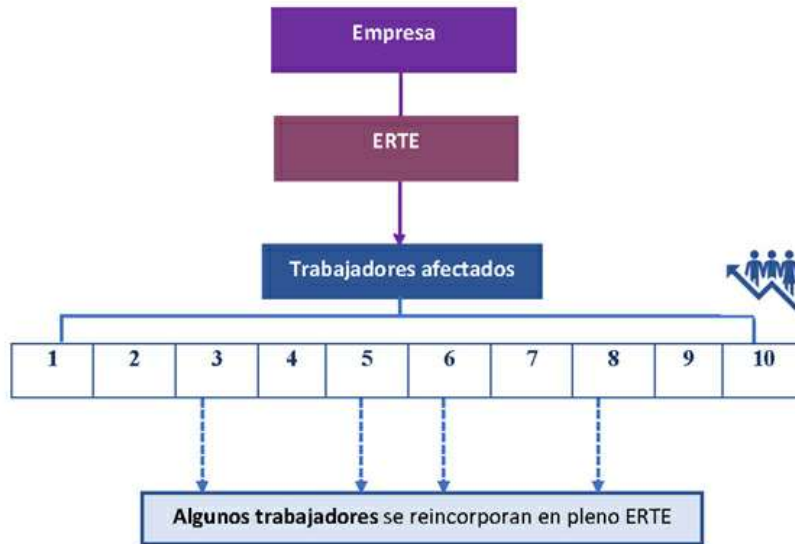 Empresa
ERTE
Trabajadores afectados
1 2 3 4 5 6 7 8 9 10
Algunos trabajadores se reincorporan en pleno ERTE